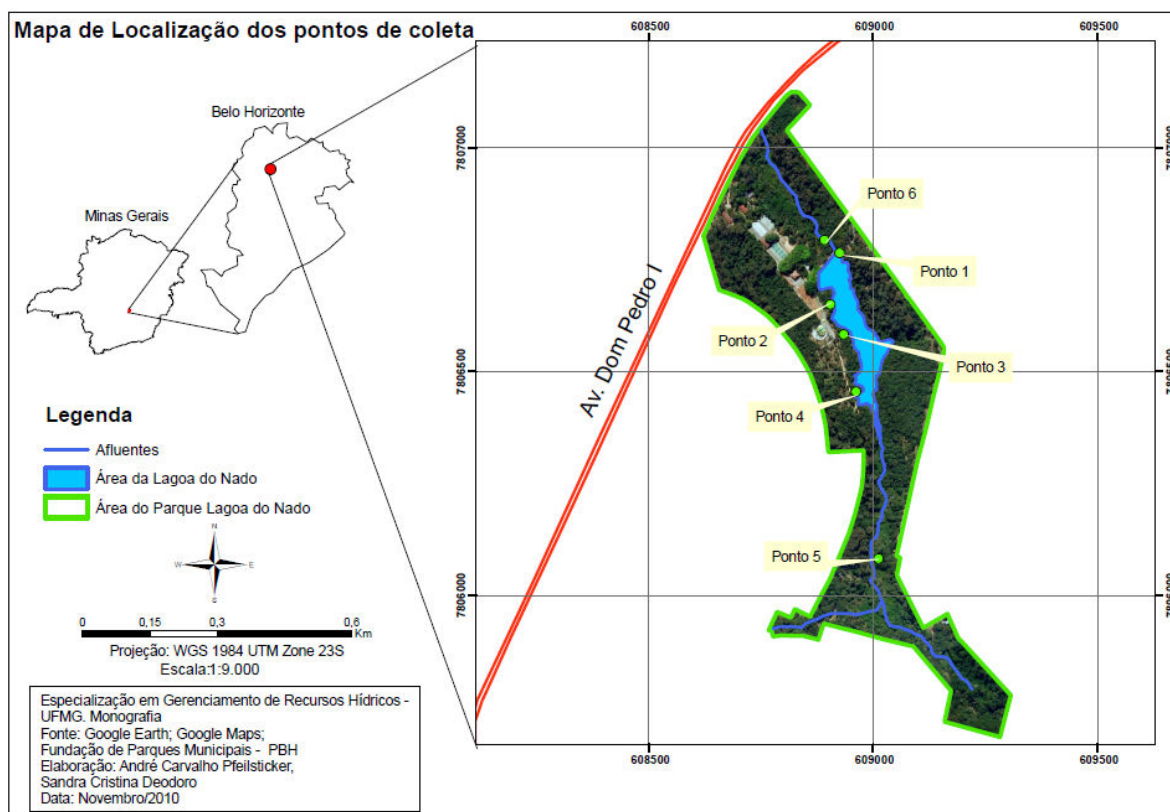 Mapa de Localização dos pontos de coleta
Belo Horizonte
Minas Gerais
Legenda
Afluentes
Área da Lagoa do Nado
Área do Parque Lagoa do Nado
N
W E
S
0 0,15 0,3 0,6
Km
Projeção: WGS 1984 UTM Zone 23S
Escala:1:9.000
Especialização em Gerenciamento de Recursos Hídricos -
UFMG. Monografia
Fonte: Google Earth; Google Maps;
Fundação de Parques Municipais - PBH
Elaboração: André Carvalho Pfeilsticker,
Sandra Cristina Deodoro
Data: Novembro/2010
608500 609000 609500
7807000 7807000
Ponto 6
Ponto 1
Av. Dom Pedro I
Ponto 2
Ponto 3
7806500 7806500
Ponto 4
Ponto 5
7806000 7806000
608500 609000 609500